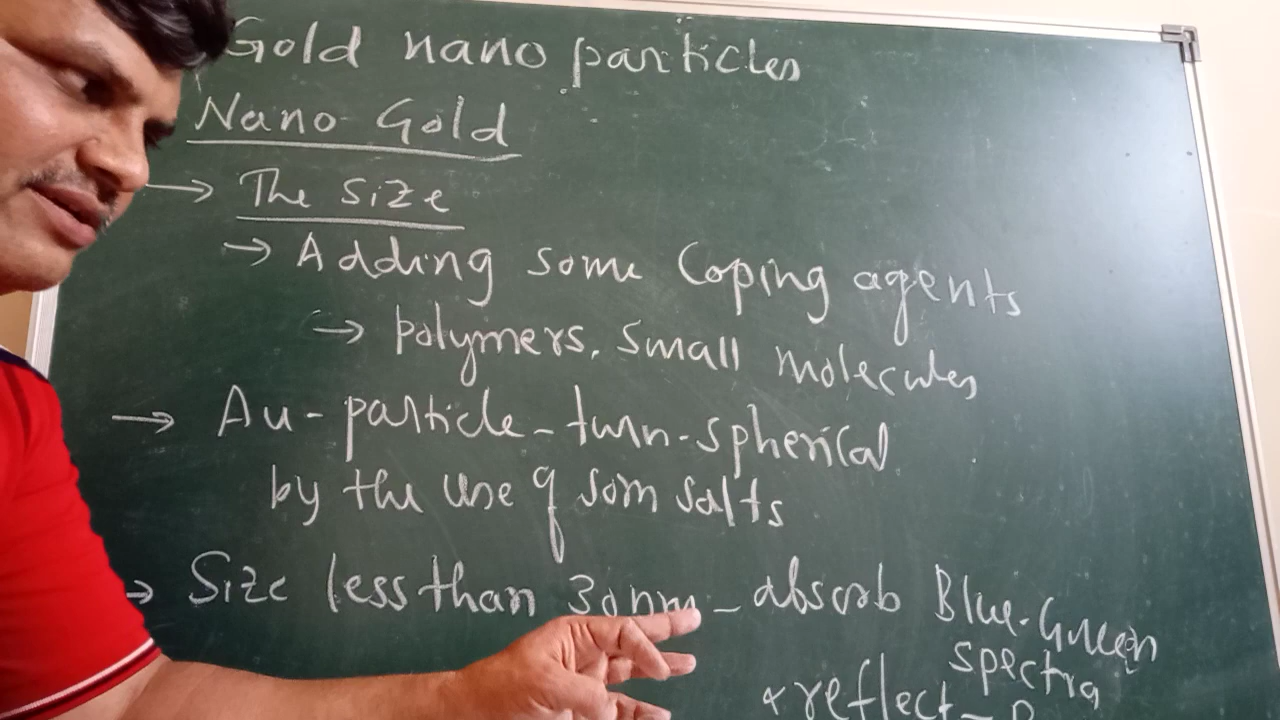 Gold nano particles
Nano Gold
→ The Size
→ Adding some Coping agents
→ polymers. small molecules
→ Au - particle - turn - spherical
by the use of som salts
→ Size less than 30nm - absorb Blue-Green
spectra
& reflect -